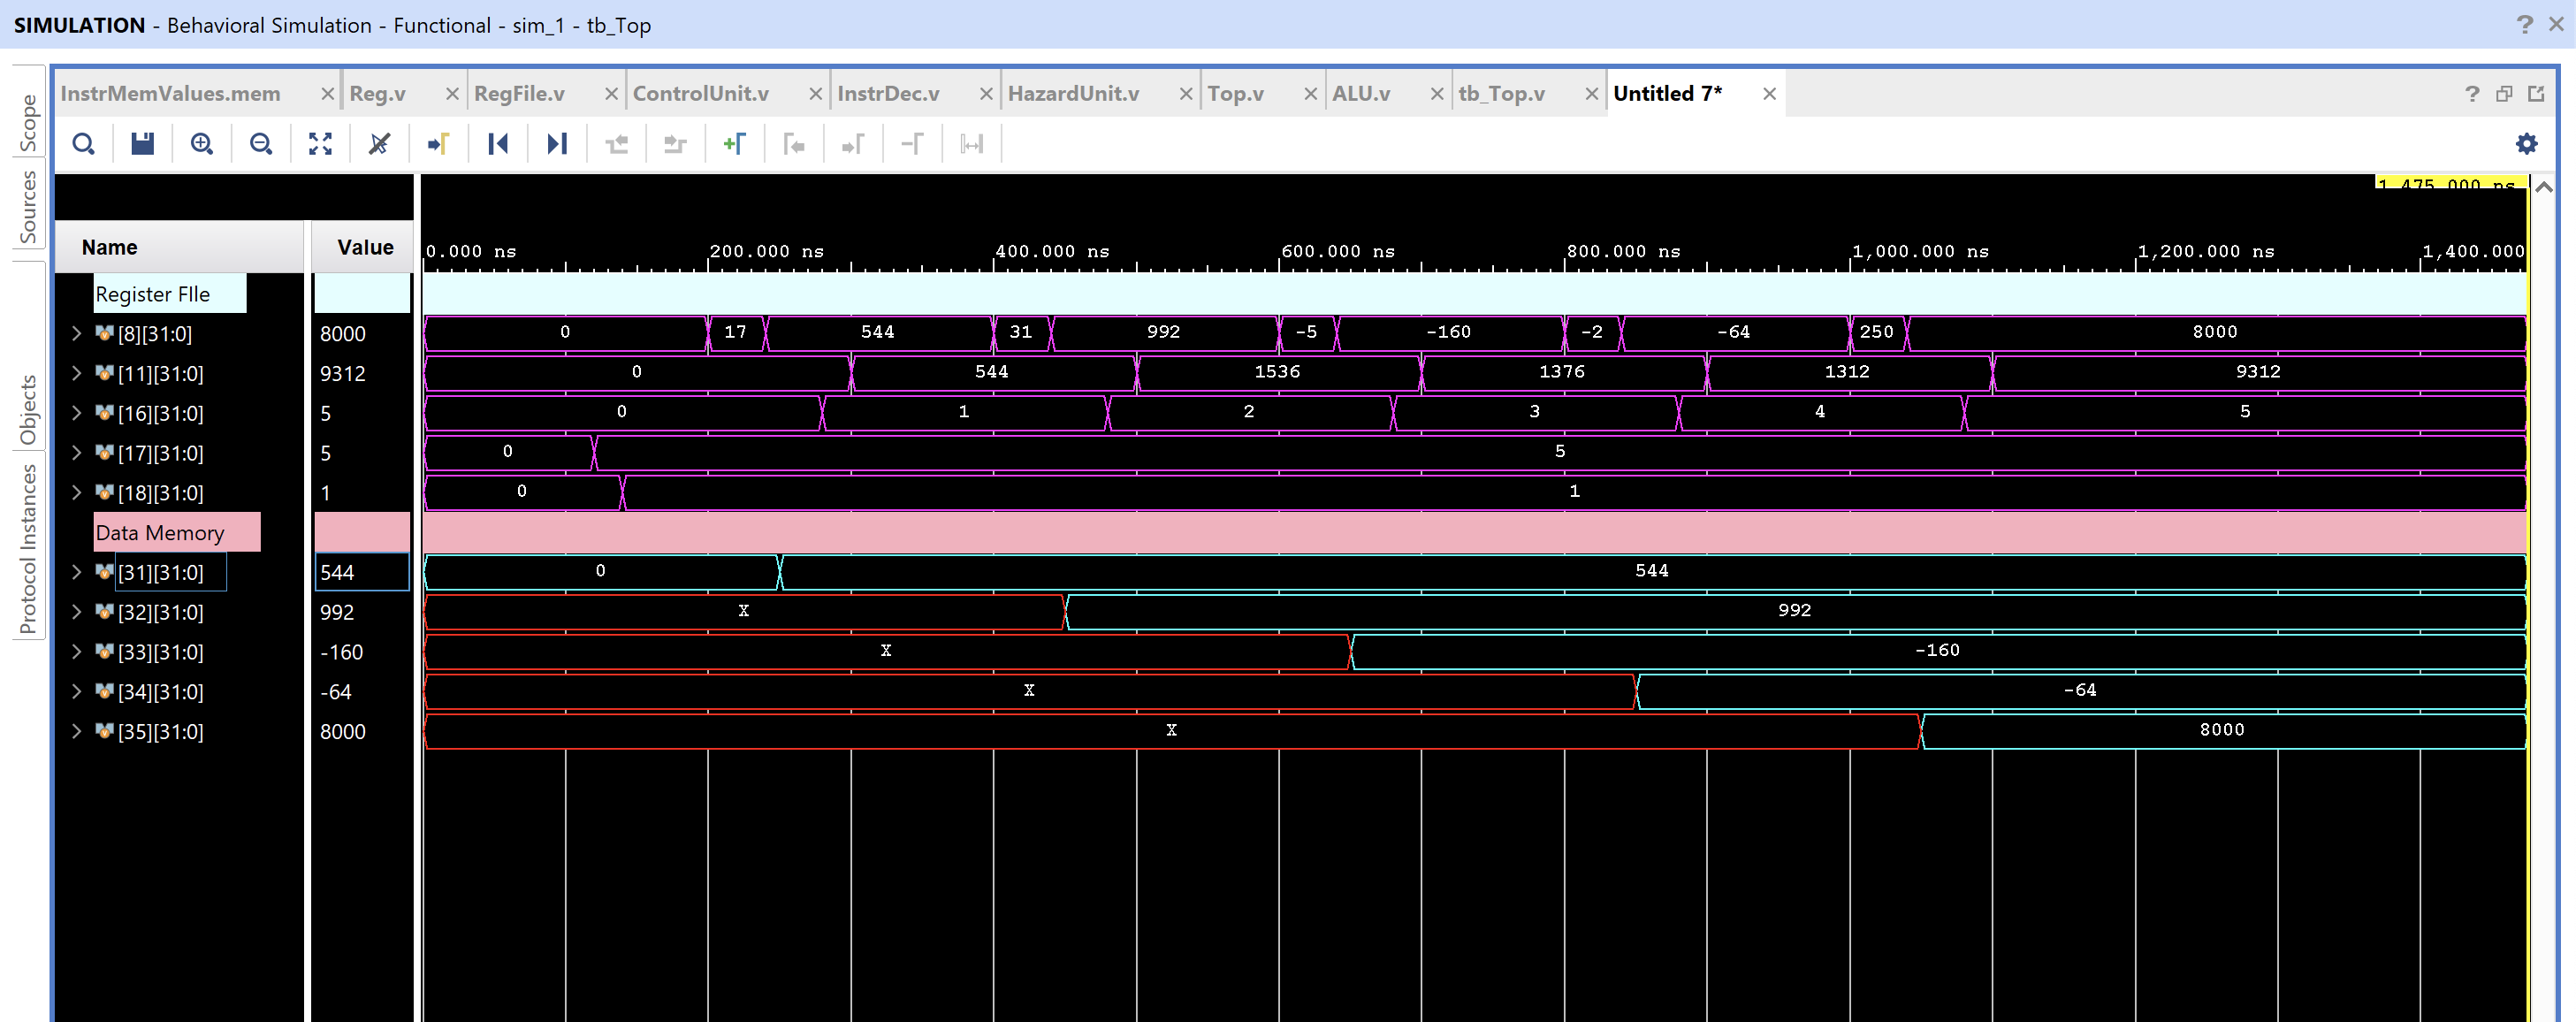 SIMULATION - Behavioral Simulation - Functional - sim_1 - tb_Top
? ×
Scope
Sources
Objects
Protocol Instances
InstrMemValues.mem × Reg.v × RegFile.v × ControlUnit.v × InstrDec.v × HazardUnit.v × Top.v × ALU.v × tb_Top.v × Untitled 7* ×
?
1,475.000 ns
Name Value
0.000 ns 200.000 ns 400.000 ns 600.000 ns 800.000 ns 1,000.000 ns 1,200.000 ns 1,400.000
Register FIle
[8][31:0] 8000 0 17 544 31 992 -5 -160 -2 -64 250 8000
[11][31:0] 9312 0 544 1536 1376 1312 9312
[16][31:0] 5 0 1 2 3 4 5
[17][31:0] 5 0 5
[18][31:0] 1 0 1
Data Memory
[31][31:0] 544 0 544
[32][31:0] 992 X 992
[33][31:0] -160 X -160
[34][31:0] -64 X -64
[35][31:0] 8000 X 8000